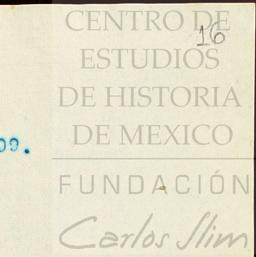 CENTRO DE
16
ESTUDIOS
DE HISTORIA
DE MEXICO
09.
FUNDACIÓN
Carlos Slim